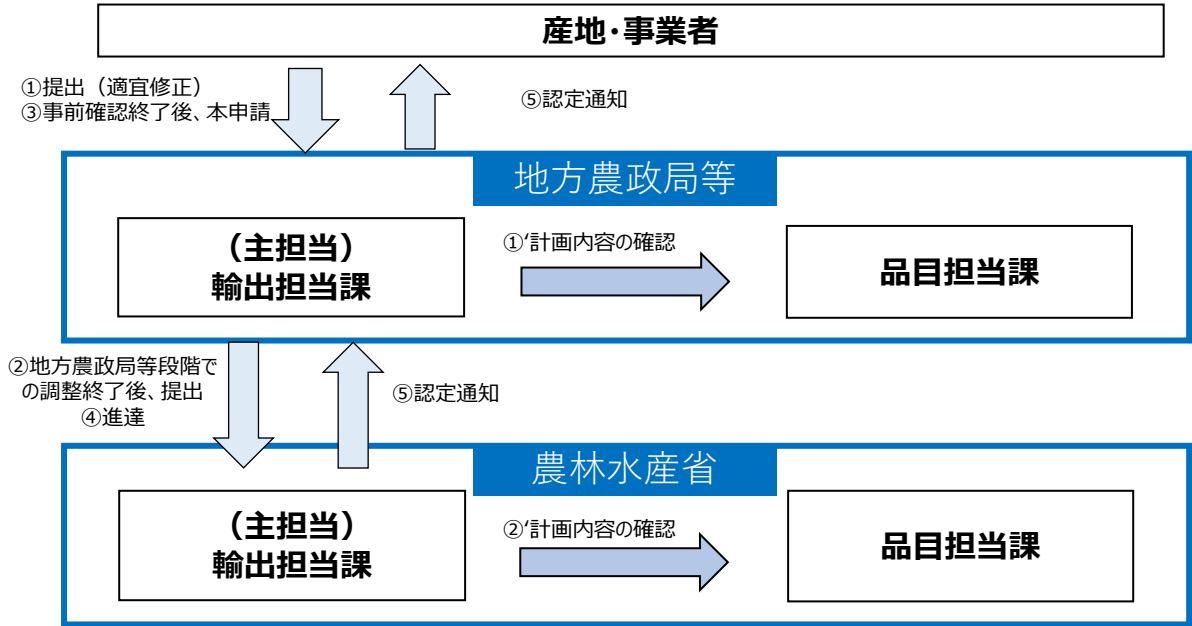 産地・事業者
①提出（適宜修正）
③事前確認終了後、本申請
⑤認定通知
地方農政局等
（主担当）
輸出担当課
①‘計画内容の確認
品目担当課
②地方農政局等段階で
の調整終了後、提出
④進達
⑤認定通知
農林水産省
（主担当）
輸出担当課
②‘計画内容の確認
品目担当課